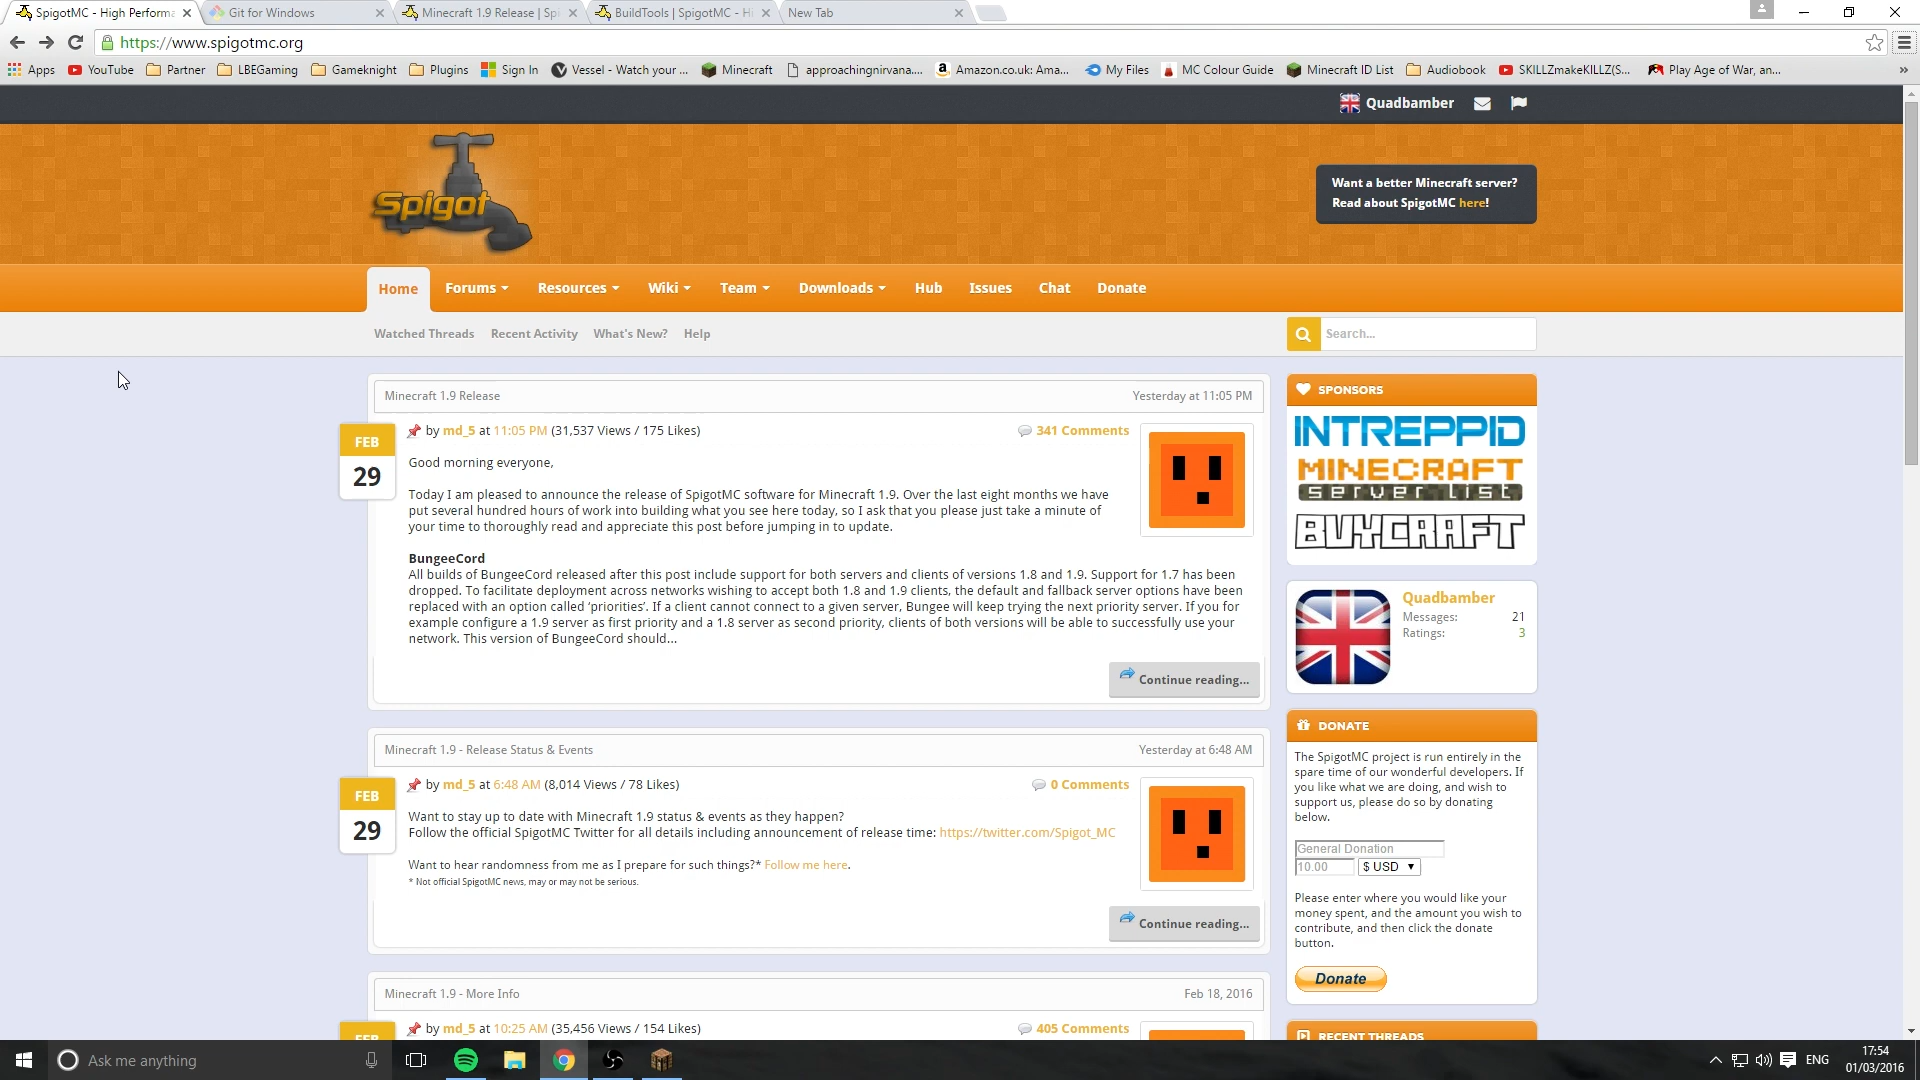 SpigotMC - High Performa
Git for Windows
Minecraft 1.9 Release | Spi
BuildTools | SpigotMC - Hi
New Tab
https://www.spigotmc.org
Apps YouTube Partner LBEGaming Gameknight Plugins Sign In Vessel - Watch your ... Minecraft approachingnirvana.... Amazon.co.uk: Ama... My Files MC Colour Guide Minecraft ID List Audiobook SKILLZmakeKILLZ(S... Play Age of War, an... »
Quadbamber
Spigot
Want a better Minecraft server?
Read about SpigotMC here!
Home Forums Resources Wiki Team Downloads Hub Issues Chat Donate
Watched Threads Recent Activity What's New? Help
Search...
Minecraft 1.9 Release Yesterday at 11:05 PM
FEB
29
by md_5 at 11:05 PM (31,537 Views / 175 Likes) 341 Comments
Good morning everyone,
Today I am pleased to announce the release of SpigotMC software for Minecraft 1.9. Over the last eight months we have
put several hundred hours of work into building what you see here today, so I ask that you please just take a minute of
your time to thoroughly read and appreciate this post before jumping in to update.
BungeeCord
All builds of BungeeCord released after this post include support for both servers and clients of versions 1.8 and 1.9. Support for 1.7 has been
dropped. To facilitate deployment across networks wishing to accept both 1.8 and 1.9 clients, the default and fallback server options have been
replaced with an option called ‘priorities’. If a client cannot connect to a given server, Bungee will keep trying the next priority server. If you for
example configure a 1.9 server as first priority and a 1.8 server as second priority, clients of both versions will be able to successfully use your
network. This version of BungeeCord should...
Continue reading...
Minecraft 1.9 - Release Status & Events Yesterday at 6:48 AM
FEB
29
by md_5 at 6:48 AM (8,014 Views / 78 Likes) 0 Comments
Want to stay up to date with Minecraft 1.9 status & events as they happen?
Follow the official SpigotMC Twitter for all details including announcement of release time: https://twitter.com/Spigot_MC
Want to hear randomness from me as I prepare for such things?* Follow me here.
* Not official SpigotMC news, may or may not be serious.
Continue reading...
Minecraft 1.9 - More Info Feb 18, 2016
FEB
by md_5 at 10:25 AM (35,456 Views / 154 Likes) 405 Comments
SPONSORS
INTREPPID
MINECRAFT
SERVER LIST
BUYCRAFT
Quadbamber
Messages: 21
Ratings: 3
DONATE
The SpigotMC project is run entirely in the
spare time of our wonderful developers. If
you like what we are doing, and wish to
support us, please do so by donating
below.
General Donation
10.00 $ USD
Please enter where you would like your
money spent, and the amount you wish to
contribute, and then click the donate
button.
Donate
RECENT THREADS
Ask me anything
ENG
17:54
01/03/2016